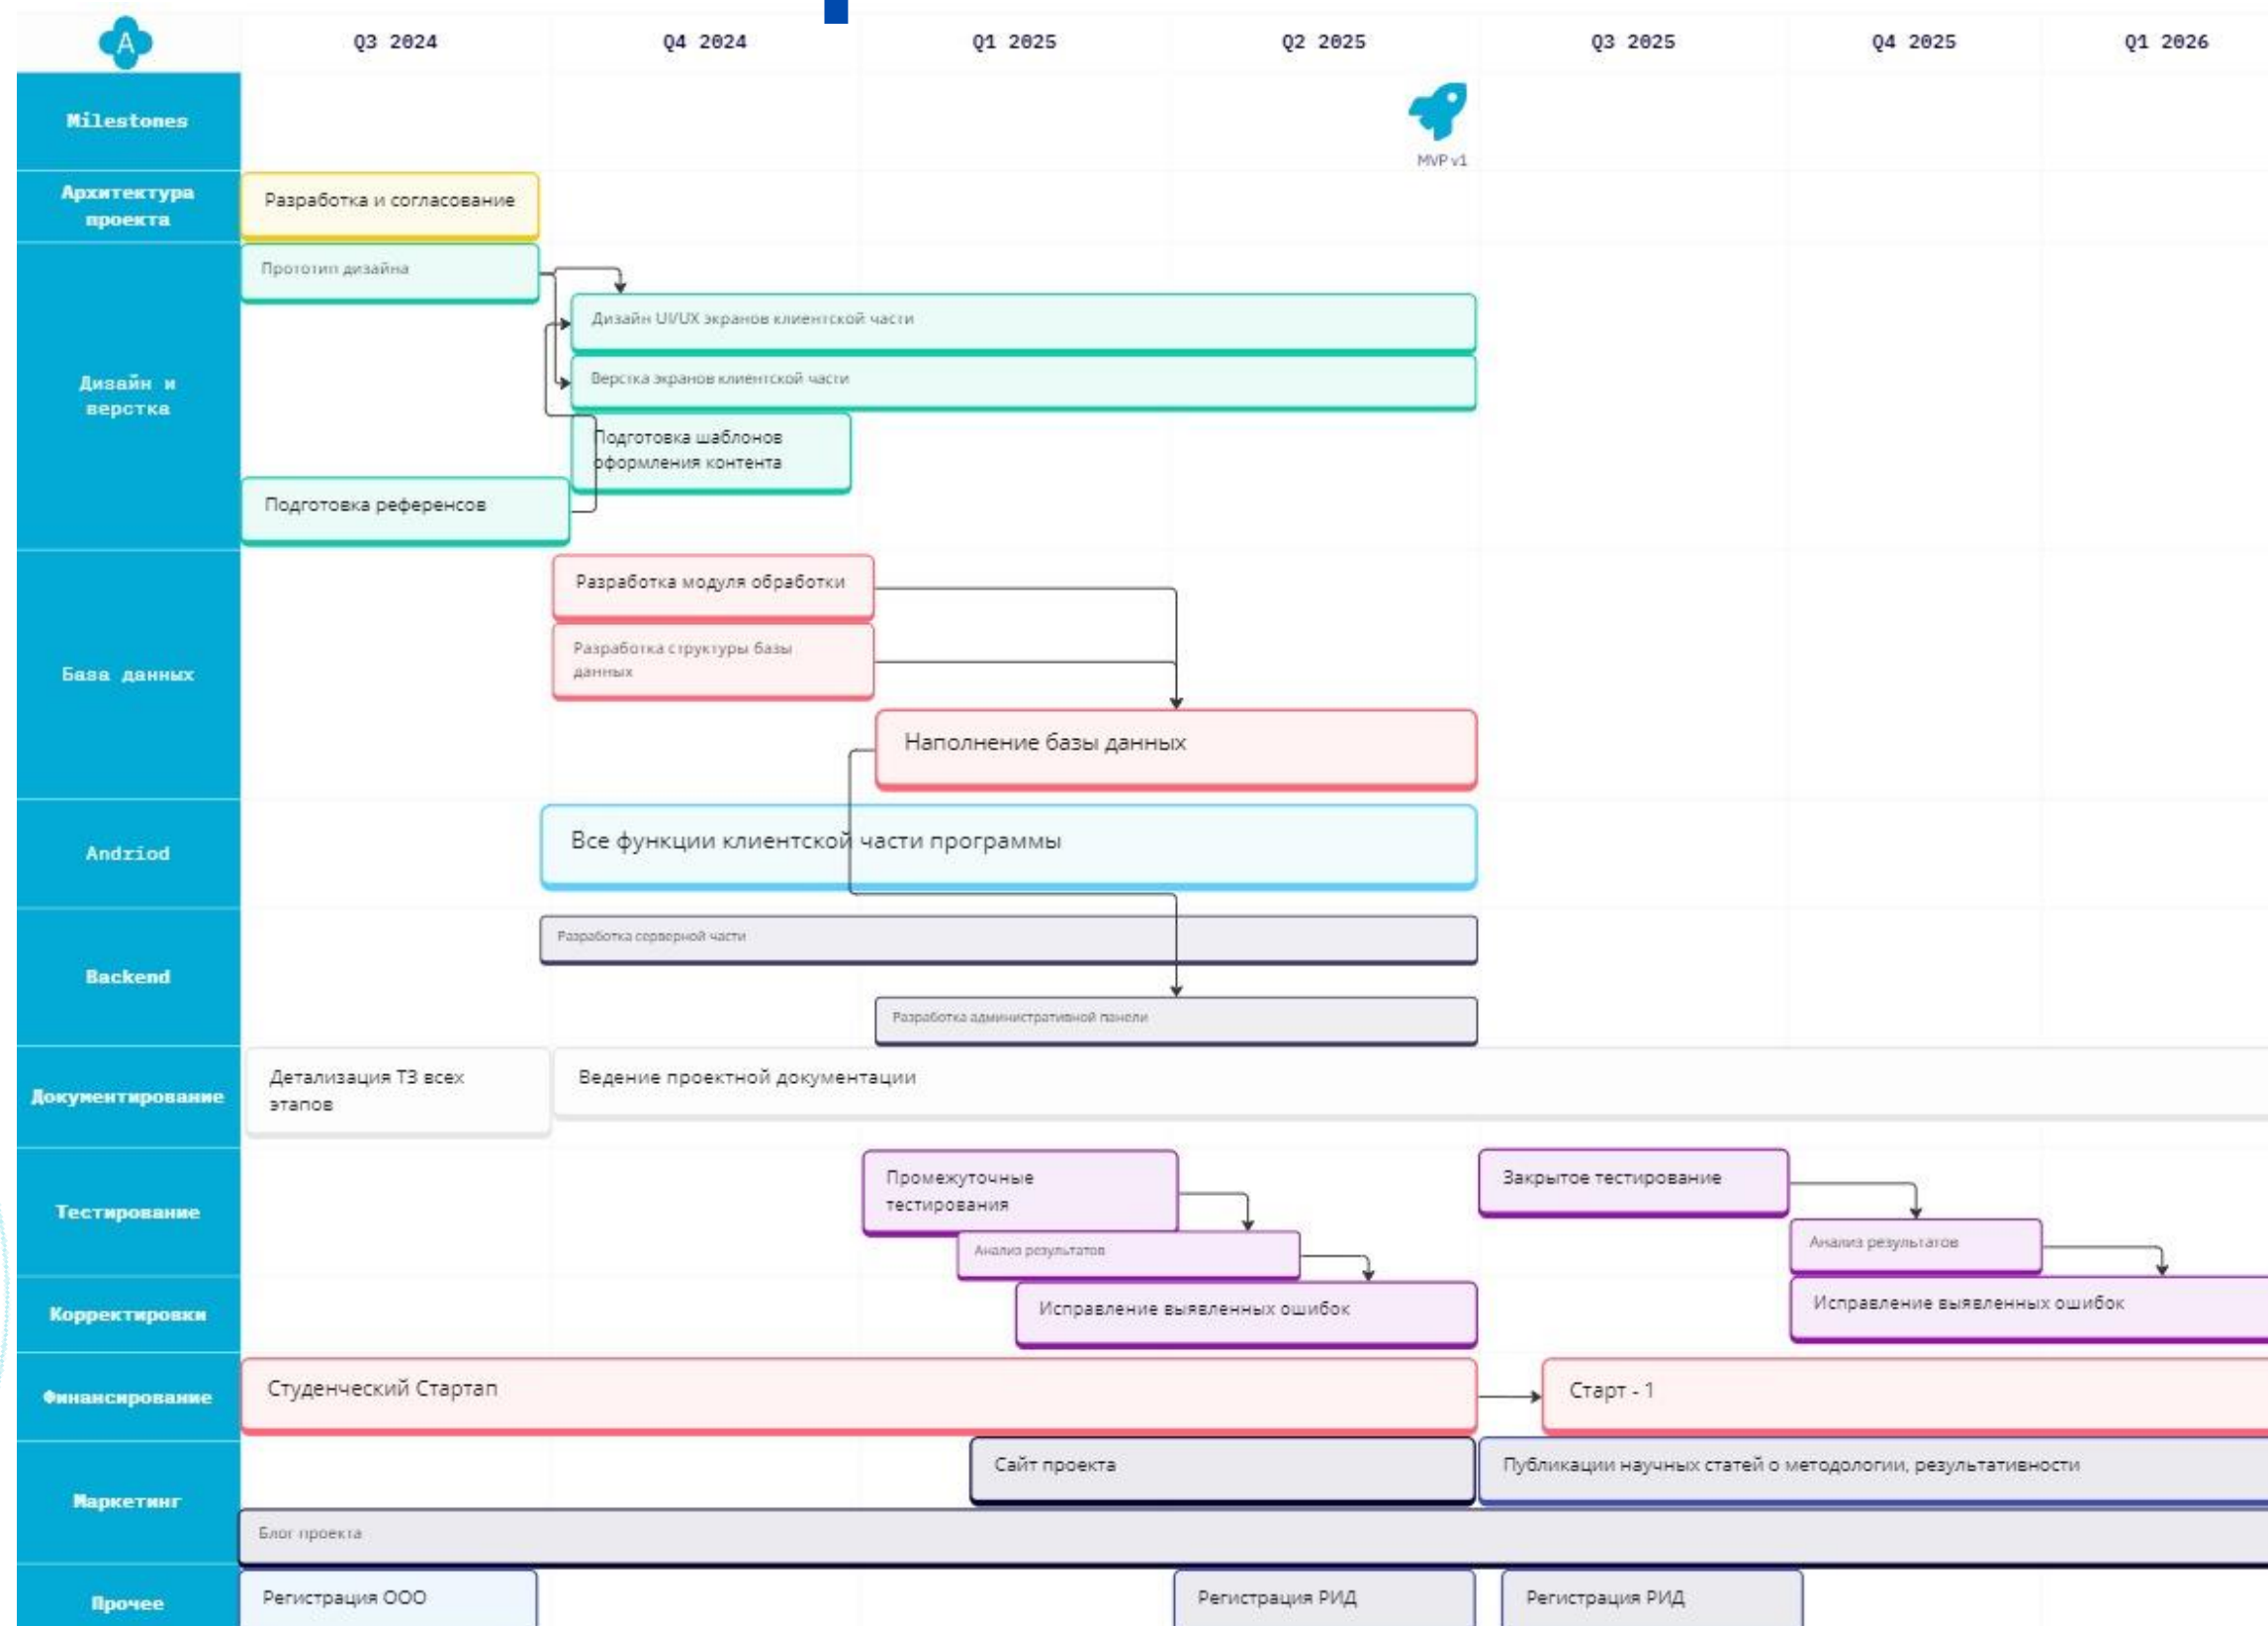 A
Q3 2024
Q4 2024
Q1 2025
Q2 2025
Q3 2025
Q4 2025
Q1 2026
Milestones
MVP v1
Архитектура
проекта
Разработка и согласование
Дизайн и
верстка
Прототип дизайна
Дизайн UI/UX экранов клиентской части
Верстка экранов клиентской части
Подготовка шаблонов
оформления контента
Подготовка референсов
База данных
Разработка модуля обработки
Разработка структуры базы
данных
Наполнение базы данных
Andriod
Все функции клиентской части программы
Backend
Разработка серверной части
Разработка административной панели
Документирование
Детализация ТЗ всех
этапов
Ведение проектной документации
Тестирование
Промежуточные
тестирования
Анализ результатов
Закрытое тестирование
Анализ результатов
Корректировки
Исправление выявленных ошибок
Исправление выявленных ошибок
Финансирование
Студенческий Стартап
Старт - 1
Маркетинг
Сайт проекта
Публикации научных статей о методологии, результативности
Блог проекта
Прочее
Регистрация ООО
Регистрация РИД
Регистрация РИД